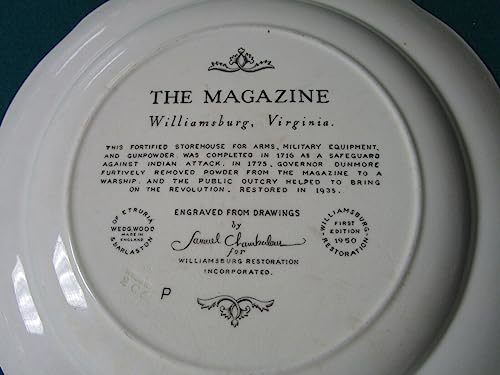 THE MAGAZINE
Williamsburg, Virginia.
THIS FORTIFIED STOREHOUSE FOR ARMS, MILITARY EQUIPMENT,
AND GUNPOWDER WAS COMPLETED IN 1716 AS A SAFEGUARD
AGAINST INDIAN ATTACK. IN 1775, GOVERNOR DUNMORE
FURTIVELY REMOVED POWDER FROM THE MAGAZINE TO A
WARSHIP, AND THE PUBLIC OUTCRY HELPED TO BRING
ON THE REVOLUTION. RESTORED IN 1935.
ENGRAVED FROM DRAWINGS
by
Samuel Chamberlain
for
WILLIAMSBURG RESTORATION
INCORPORATED.
OF ETRURIA
WEDGWOOD
MADE IN
ENGLAND
& BARLASTON
WILLIAMSBURG
FIRST
EDITION
1950
RESTORATION
P